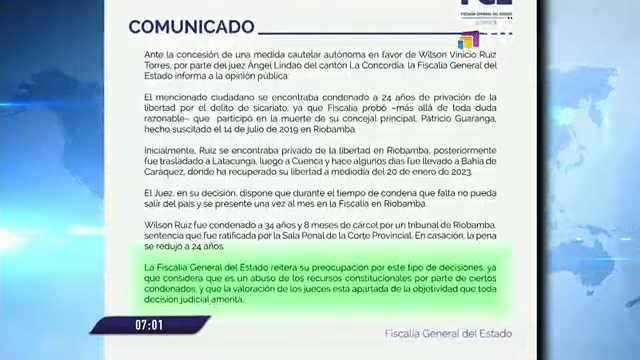 FGE
FISCALÍA GENERAL DEL ESTADO
ECUADOR
COMUNICADO
Ante la concesión de una medida cautelar autónoma en favor de Wilson Vinicio Ruiz
Torres, por parte del juez Ángel Lindao del cantón La Concordia, la Fiscalía General del
Estado informa a la opinión pública:
El mencionado ciudadano se encontraba condenado a 24 años de privación de la
libertad por el delito de sicariato, ya que Fiscalía probó –más allá de toda duda
razonable– que participó en la muerte de su concejal principal, Patricio Guaranga,
hecho suscitado el 14 de julio de 2019 en Riobamba.
Inicialmente, Ruiz se encontraba privado de la libertad en Riobamba, posteriormente
fue trasladado a Latacunga, luego a Cuenca y hace algunos días fue llevado a Bahía de
Caráquez, donde ha recuperado su libertad a mediodía del 20 de enero de 2023.
El Juez, en su decisión, dispone que durante el tiempo de condena que falta no pueda
salir del país y se presente una vez al mes en la Fiscalía en Riobamba.
Wilson Ruiz fue condenado a 34 años y 8 meses de cárcel por un tribunal de Riobamba,
sentencia que fue ratificada por la Sala Penal de la Corte Provincial. En casación, la pena
se redujo a 24 años.
La Fiscalía General del Estado reitera su preocupación por este tipo de decisiones, ya
que considera que es un abuso de los recursos constitucionales por parte de ciertos
condenados, y que la valoración de los jueces está apartada de la objetividad que toda
decisión judicial amerita.
07:01
Fiscalía General del Estado